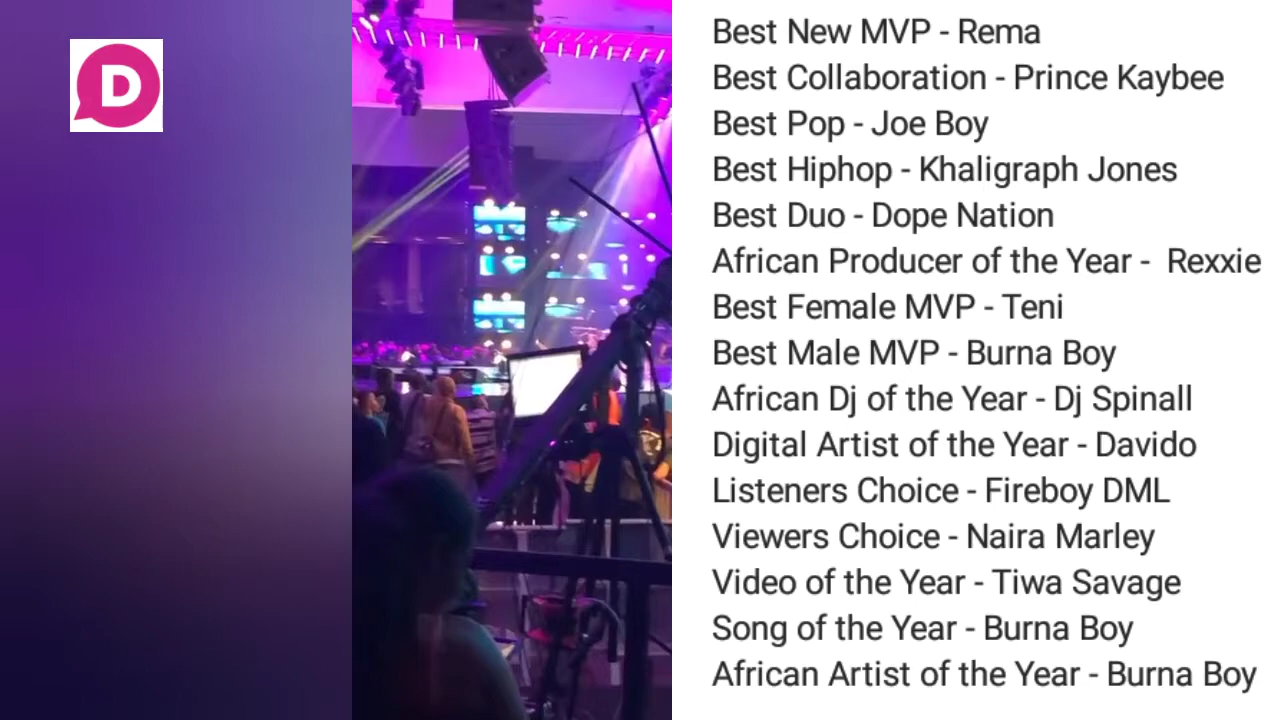 D
Best New MVP - Rema
Best Collaboration - Prince Kaybee
Best Pop - Joe Boy
Best Hiphop - Khaligraph Jones
Best Duo - Dope Nation
African Producer of the Year -  Rexxie
Best Female MVP - Teni
Best Male MVP - Burna Boy
African Dj of the Year - Dj Spinall
Digital Artist of the Year - Davido
Listeners Choice - Fireboy DML
Viewers Choice - Naira Marley
Video of the Year - Tiwa Savage
Song of the Year - Burna Boy
African Artist of the Year - Burna Boy